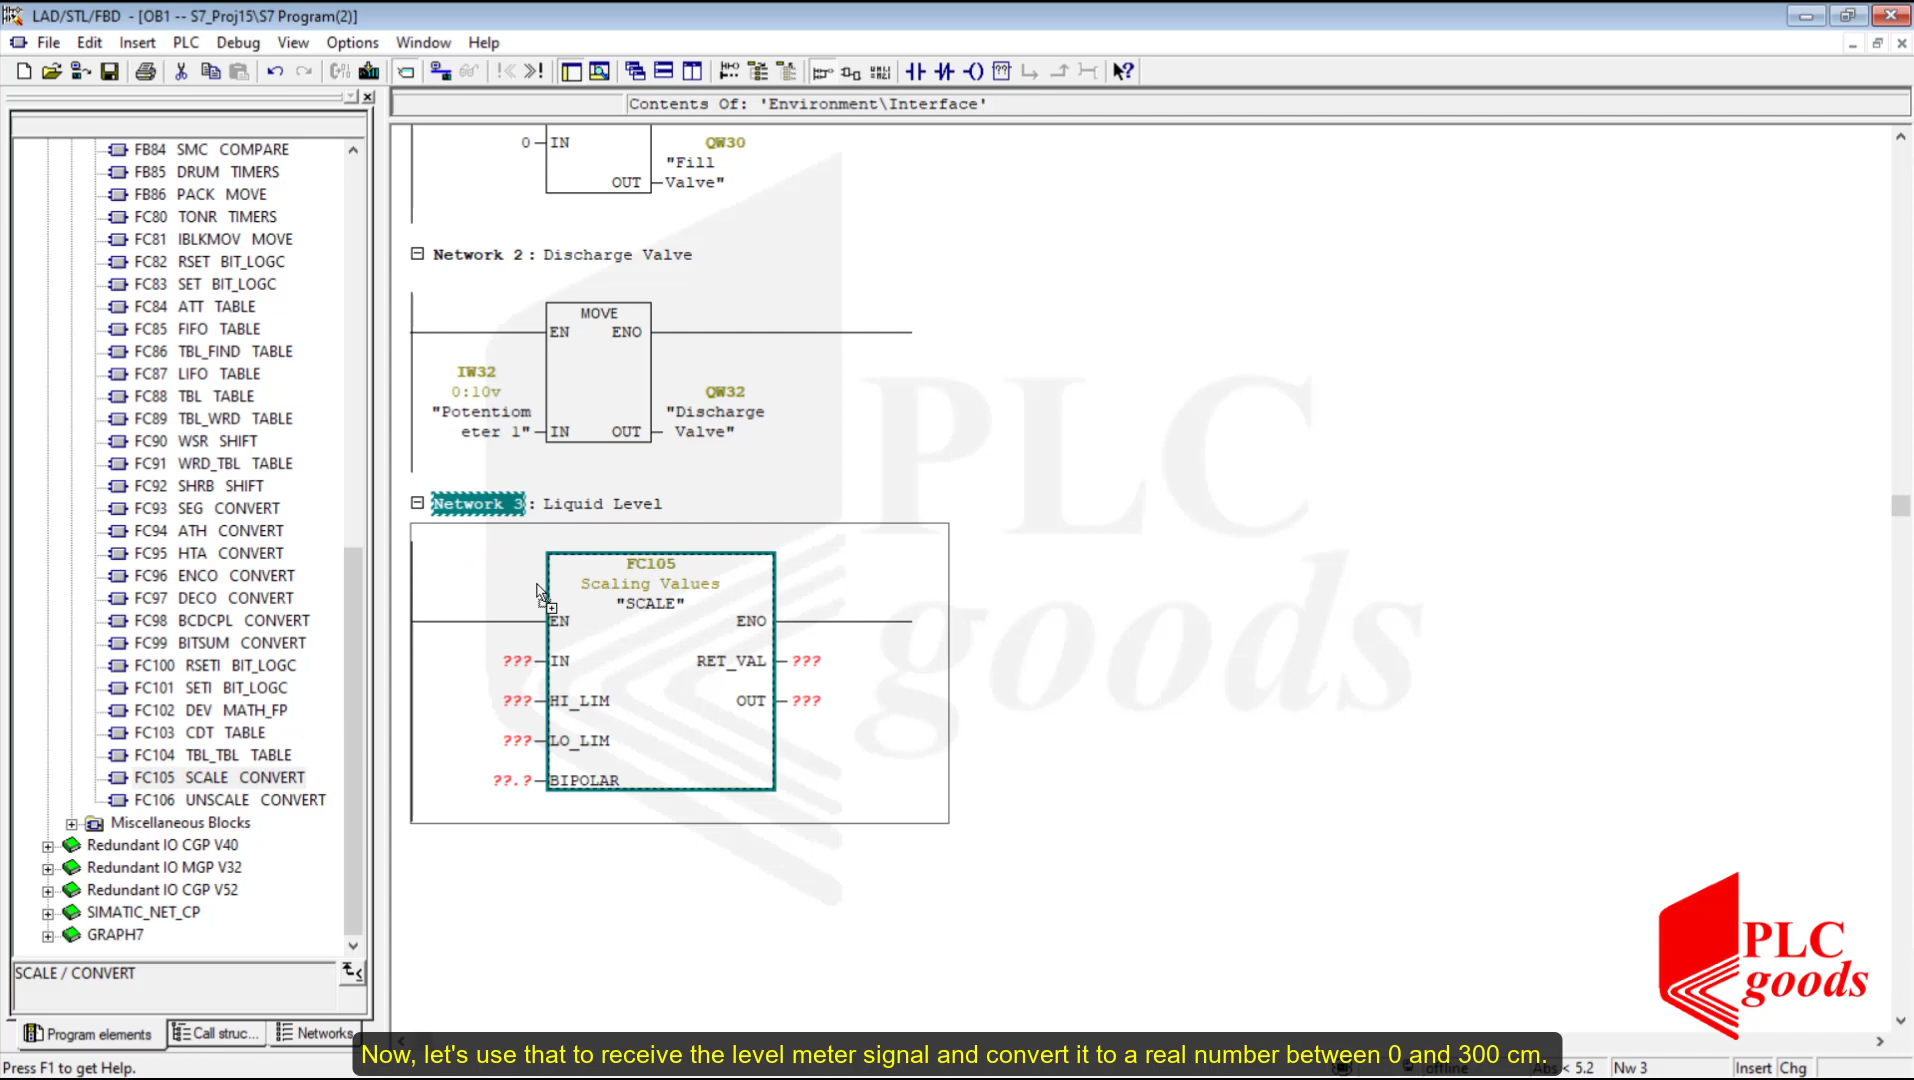 LAD/STL/FBD - [OB1 -- S7_Proj15\S7 Program(2)]
File Edit Insert PLC Debug View Options Window Help
Contents Of: 'Environment\Interface'
FB84 SMC COMPARE
FB85 DRUM TIMERS
FB86 PACK MOVE
FC80 TONR TIMERS
FC81 IBLKMOV MOVE
FC82 RSET BIT_LOGC
FC83 SET BIT_LOGC
FC84 ATT TABLE
FC85 FIFO TABLE
FC86 TBL_FIND TABLE
FC87 LIFO TABLE
FC88 TBL TABLE
FC89 TBL_WRD TABLE
FC90 WSR SHIFT
FC91 WRD_TBL TABLE
FC92 SHRB SHIFT
FC93 SEG CONVERT
FC94 ATH CONVERT
FC95 HTA CONVERT
FC96 ENCO CONVERT
FC97 DECO CONVERT
FC98 BCDCPL CONVERT
FC99 BITSUM CONVERT
FC100 RSETI BIT_LOGC
FC101 SETI BIT_LOGC
FC102 DEV MATH_FP
FC103 CDT TABLE
FC104 TBL_TBL TABLE
FC105 SCALE CONVERT
FC106 UNSCALE CONVERT
Miscellaneous Blocks
Redundant IO CGP V40
Redundant IO MGP V32
Redundant IO CGP V52
SIMATIC_NET_CP
GRAPH7
SCALE / CONVERT
Program elements Call struc... Networks
0 IN QW30
"Fill
OUT Valve"
Network 2 : Discharge Valve
MOVE
EN ENO
IW32
0:10v QW32
"Potentiom "Discharge
eter 1" IN OUT Valve"
Network 3 : Liquid Level
FC105
Scaling Values
"SCALE"
EN ENO
??? IN RET_VAL ???
??? HI_LIM OUT ???
??? LO_LIM
??.? BIPOLAR
PLC
goods
PLC
goods
Now, let's use that to receive the level meter signal and convert it to a real number between 0 and 300 cm.
Press F1 to get Help. offline Abs < 5.2 Nw 3 Insert Chg